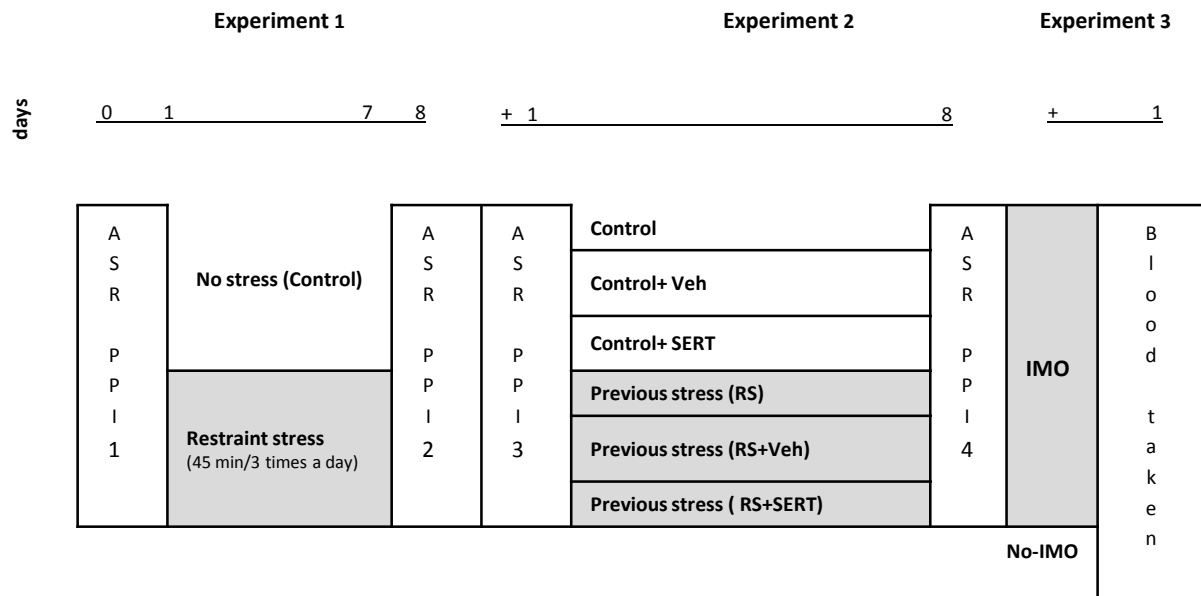 Experiment 1
Experiment 2
Experiment 3
days
0 1 7 8
+ 1 8
+ 1
A S R P P I 1
No stress (Control)
Restraint stress
(45 min/3 times a day)
A S R P P I 2
A S R P P I 3
Control
Control+ Veh
Control+ SERT
Previous stress (RS)
Previous stress (RS+Veh)
Previous stress ( RS+SERT)
A S R P P I 4
IMO
No-IMO
B l o o d t a k e n